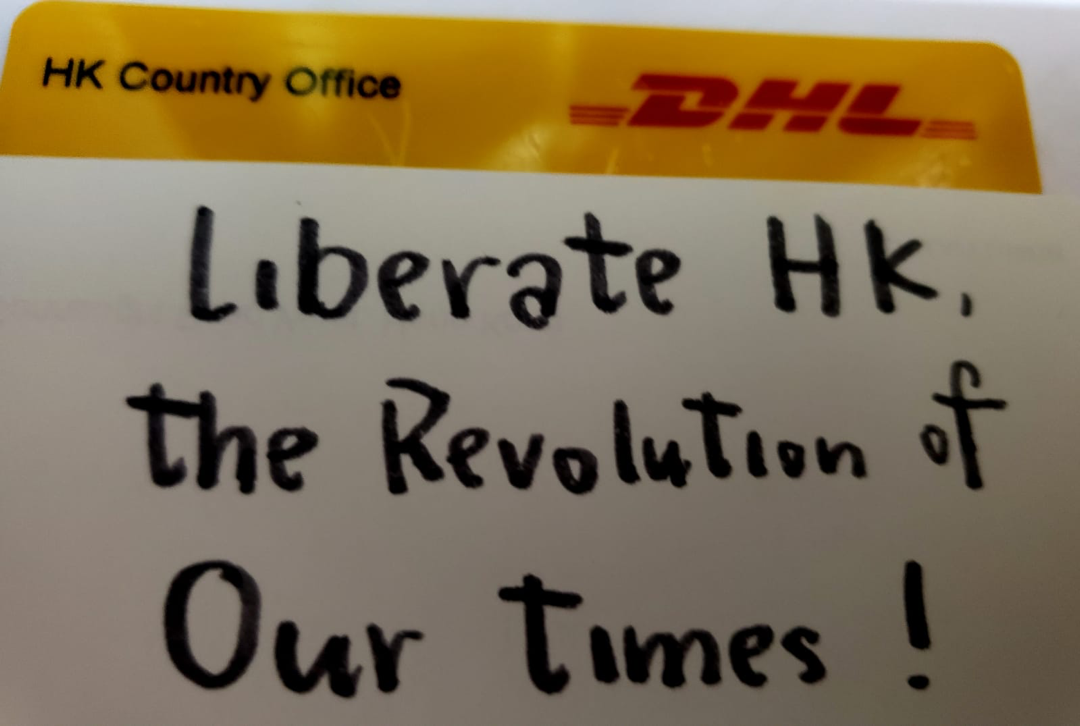 HK Country Office
DHL
Liberate HK,
the Revolution of
Our times !